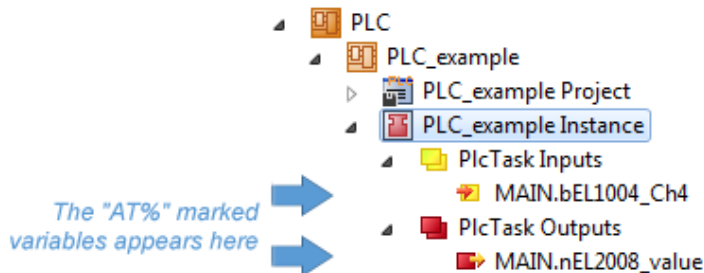 PLC
PLC_example
PLC_example Project
PLC_example Instance
PlcTask Inputs
MAIN.bEL1004_Ch4
PlcTask Outputs
MAIN.nEL2008_value
The "AT%" marked
variables appears here